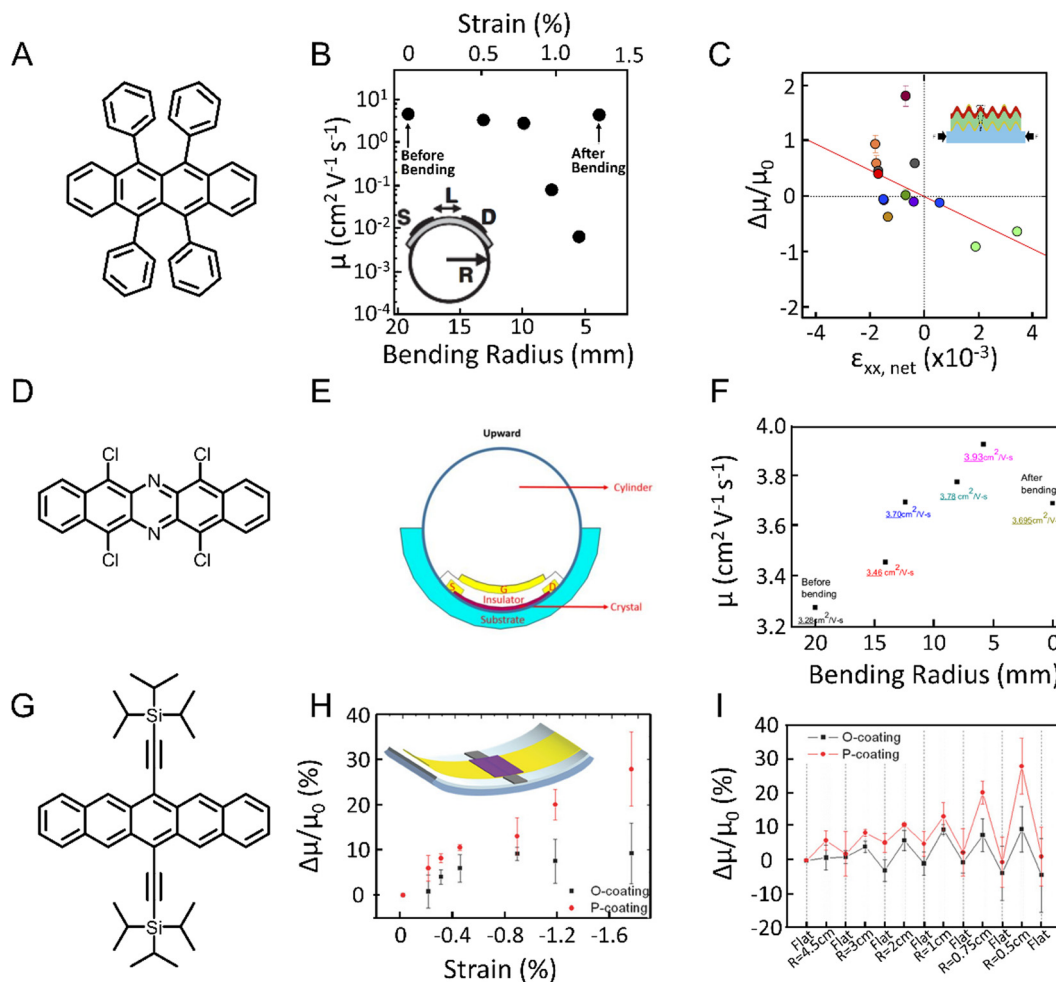 A
B
Strain (%)
0 0.5 1.0 1.5
μ (cm² V⁻¹ s⁻¹)
10¹
10⁰
10⁻¹
10⁻²
10⁻³
10⁻⁴
Before
Bending
After
Bending
S
L
D
R
20 15 10 5
Bending Radius (mm)
C
Δμ/μ₀
2
1
0
-1
-2
-4 -2 0 2 4
εxx, net (x10⁻³)
D
Cl Cl
N
N
Cl Cl
E
Upward
Cylinder
S G D
Insulator
Crystal
Substrate
F
μ (cm² V⁻¹ s⁻¹)
4.0
3.8
3.6
3.4
3.2
3.93cm²/V-s
3.78 cm²/V-s
3.70cm²/V-s
After
bending
3.695cm²/V-
3.46 cm²/V-s
Before
bending
3.28cm²/V-s
20 15 10 5 0
Bending Radius (mm)
G
Si
Si
H
Δμ/μ₀ (%)
40
30
20
10
0
O-coating
P-coating
0 -0.4 -0.8 -1.2 -1.6
Strain (%)
I
Δμ/μ₀ (%)
40
30
20
10
0
-10
-20
O-coating
P-coating
Flat
R=4.5cm
Flat
R=3cm
Flat
R=2cm
Flat
R=1cm
Flat
R=0.75cm
Flat
R=0.5cm
Flat